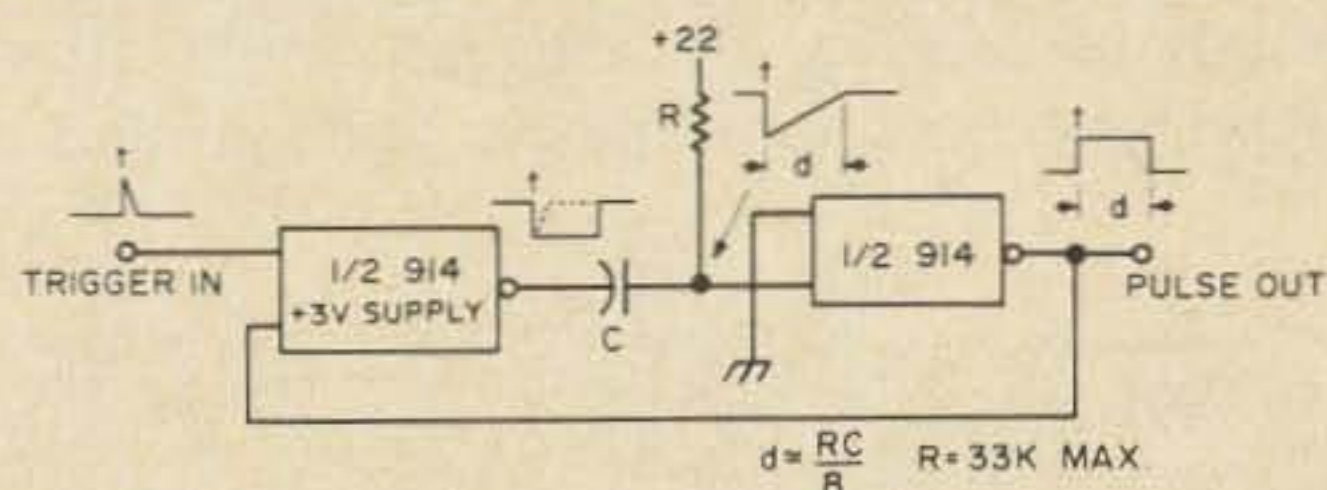 +22
R
d
d
TRIGGER IN
1/2 914
+3V SUPPLY
C
1/2 914
PULSE OUT
d≈ RC/8 R=33K MAX.